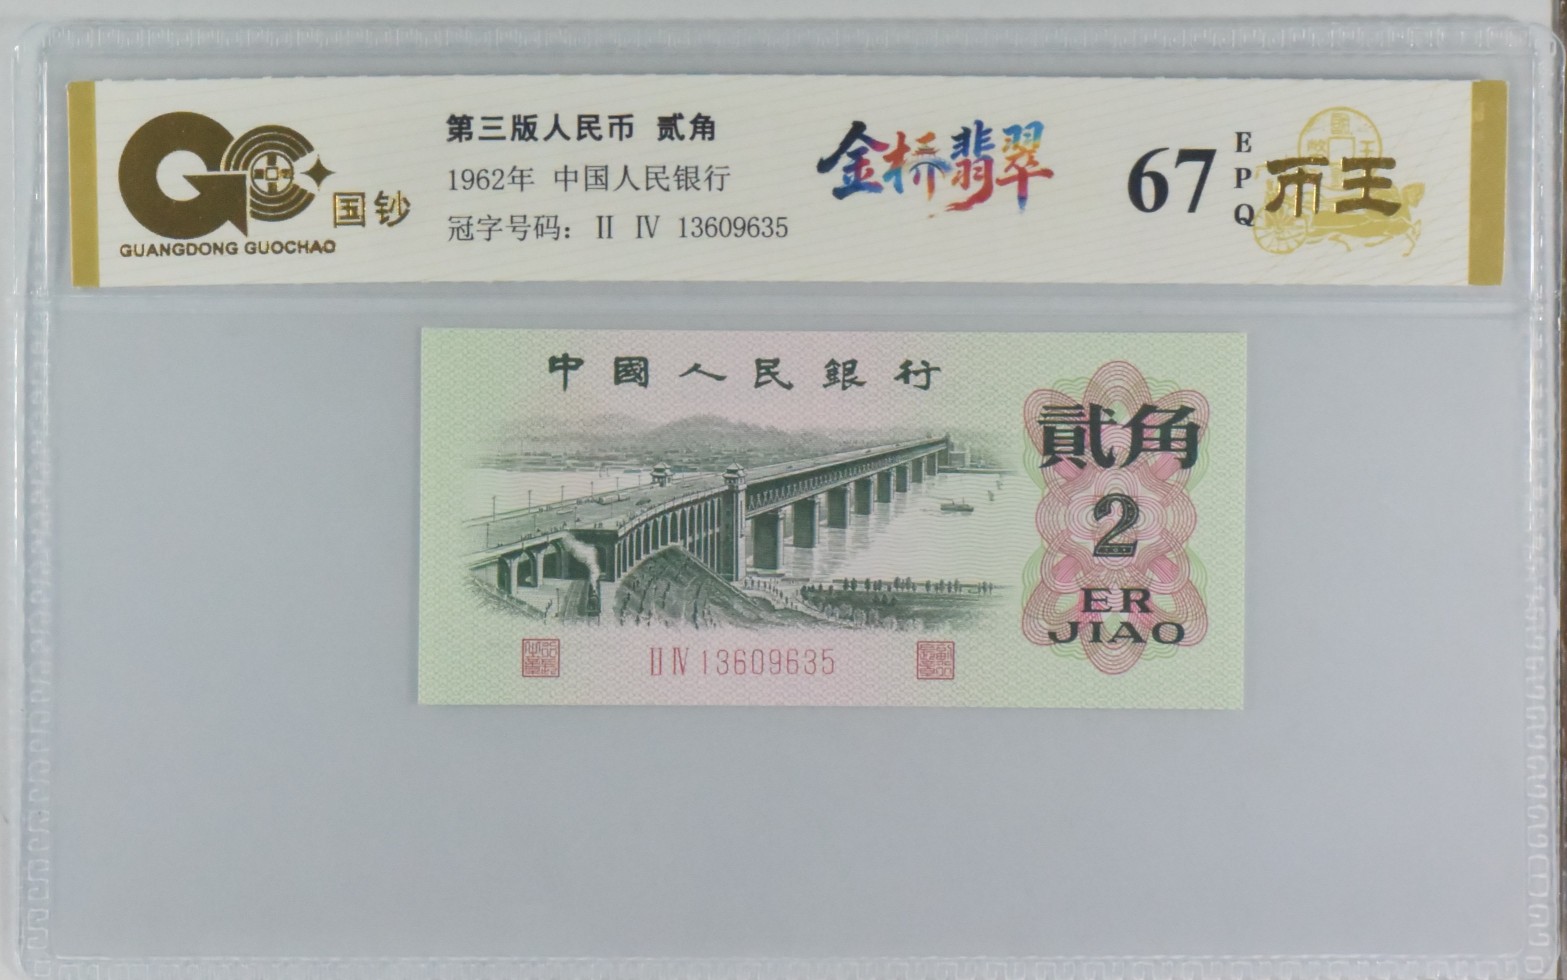 国钞
GUANGDONG GUOCHAO
第三版人民币 贰角
1962年 中国人民银行
冠字号码: Ⅱ Ⅳ 13609635
金桥翡翠
67
EPQ
币王
中國人民銀行
貳角
2
ER
JIAO
Ⅱ Ⅳ 13609635